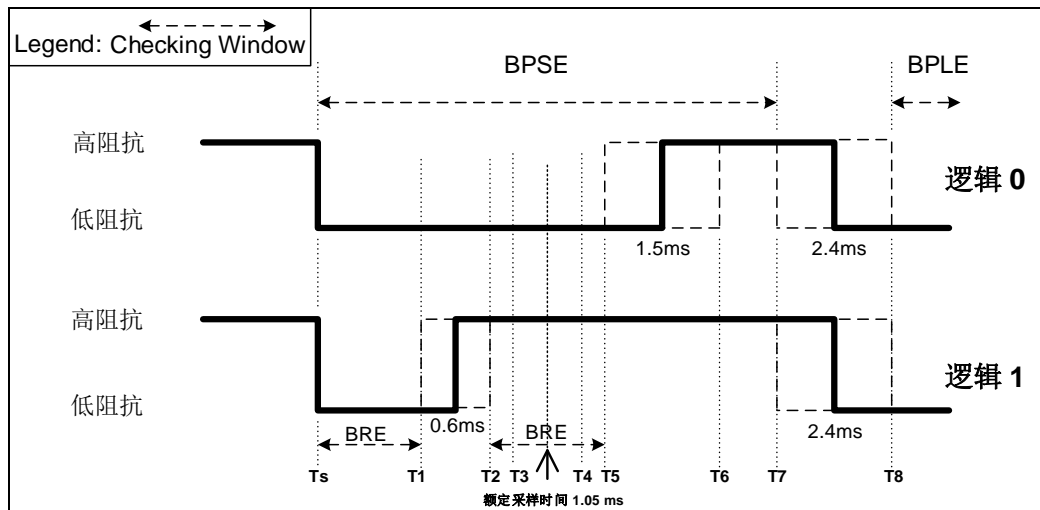 Legend: Checking Window
BPSE
BPLE
高阻抗
低阻抗
逻辑 0
1.5ms
2.4ms
高阻抗
低阻抗
逻辑 1
BRE
0.6ms
BRE
2.4ms
Ts
T1
T2
T3
T4
T5
T6
T7
T8
额定采样时间 1.05 ms